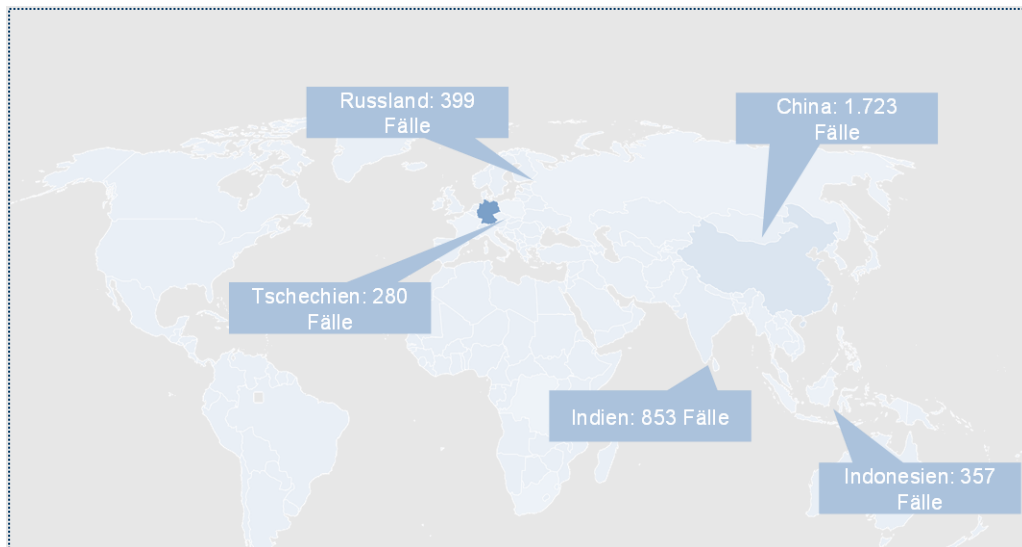 Russland: 399
Fälle
China: 1.723
Fälle
Tschechien: 280
Fälle
Indien: 853 Fälle
Indonesien: 357
Fälle